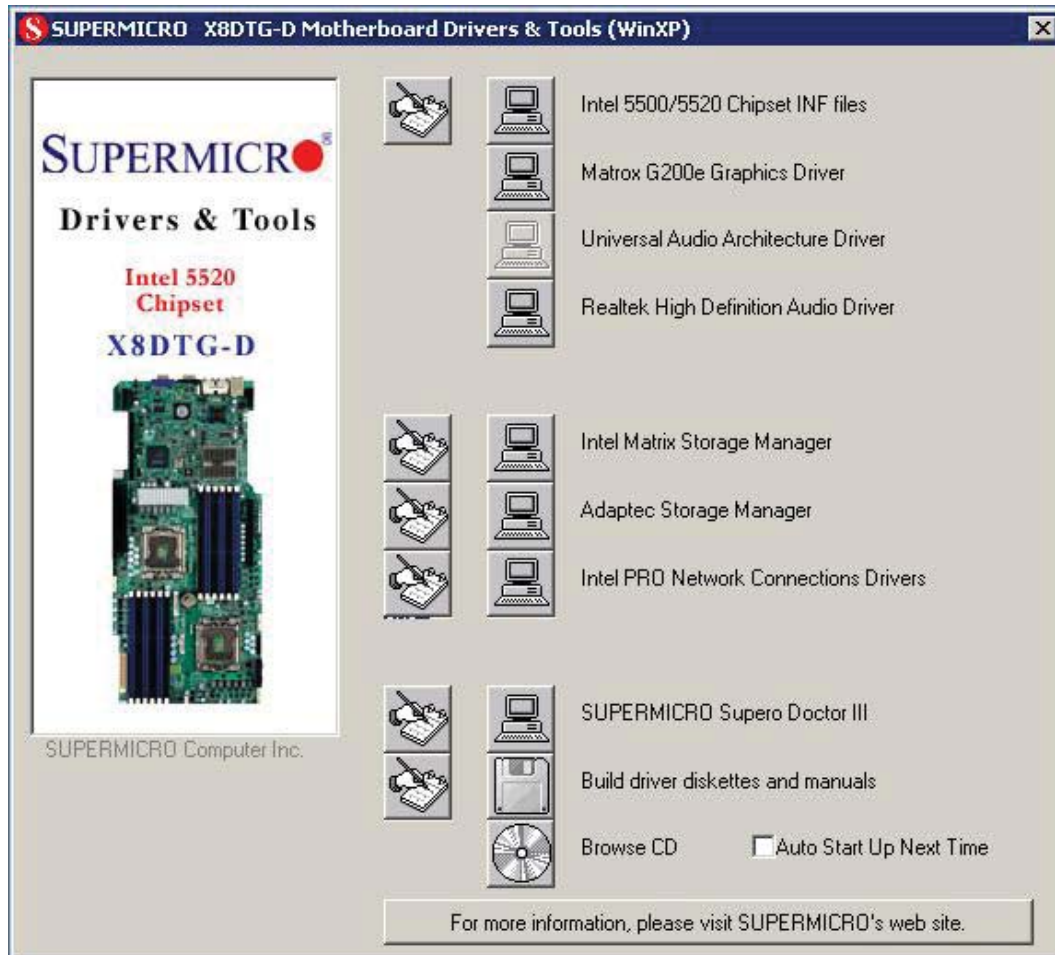 SUPERMICRO X8DTG-D Motherboard Drivers & Tools (WinXP)
SUPERMICRO®
Drivers & Tools
Intel 5520
Chipset
X8DTG-D
SUPERMICRO Computer Inc.
Intel 5500/5520 Chipset INF files
Matrox G200e Graphics Driver
Universal Audio Architecture Driver
Realtek High Definition Audio Driver
Intel Matrix Storage Manager
Adaptec Storage Manager
Intel PRO Network Connections Drivers
SUPERMICRO Supero Doctor III
Build driver diskettes and manuals
Browse CD
Auto Start Up Next Time
For more information, please visit SUPERMICRO's web site.